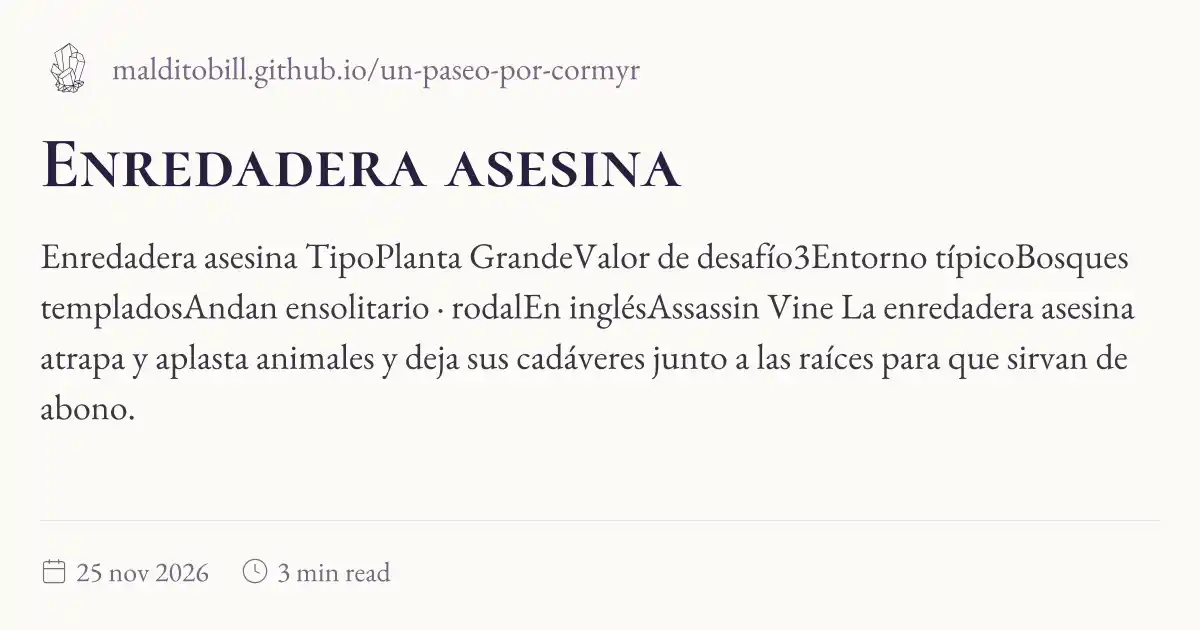 malditobill.github.io/un-paseo-por-cormyr
Enredadera asesina
Enredadera asesina TipoPlanta GrandeValor de desafío3Entorno típicoBosques
templadosAndan ensolitario · rodalEn inglésAssassin Vine La enredadera asesina
atrapa y aplasta animales y deja sus cadáveres junto a las raíces para que sirvan de
abono.
25 nov 2026
3 min read